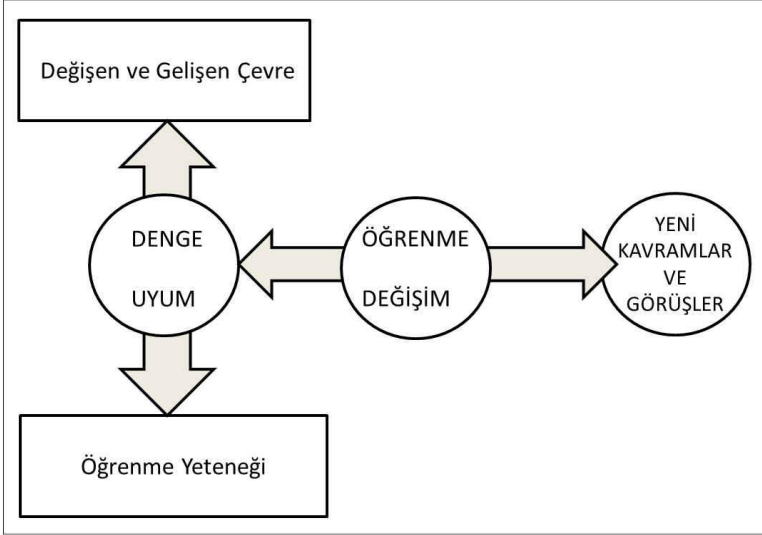 Değişen ve Gelişen Çevre
DENGE
UYUM
ÖĞRENME
DEĞİŞİM
YENİ
KAVRAMLAR
VE
GÖRÜŞLER
Öğrenme Yeteneği